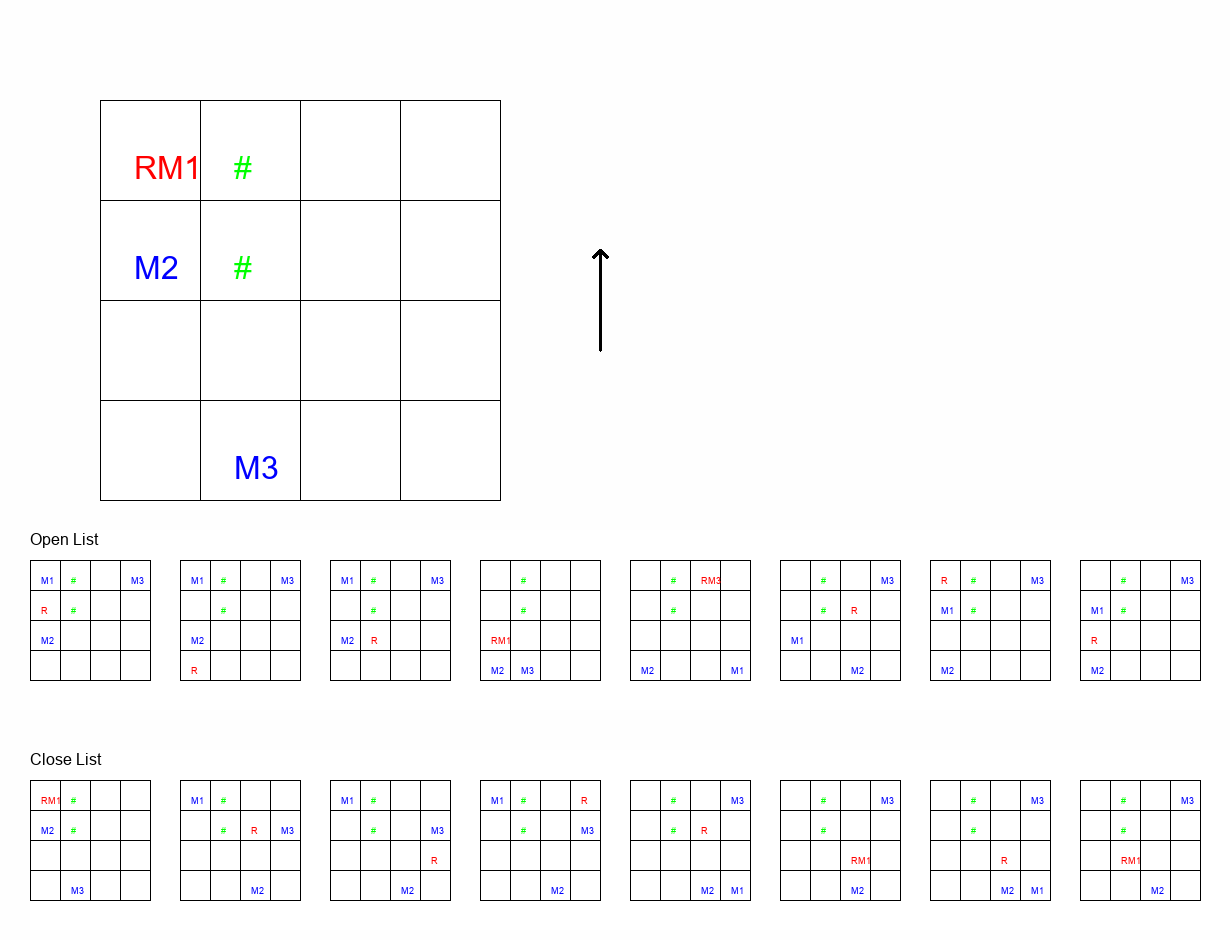 RM1 #
M2 #
M3
Open List
M1 # M3 M1 # M3 M1 # M3 # # RM3 # M3 R # M3 # M3
R # # # # # # R M1 # M1 #
M2 M2 M2 R RM1 M1 R
R M2 M3 M2 M1 M2 M2 M2
Close List
RM1 # M1 # M1 # M1 # R # M3 # M3 # M3 # M3
M2 # # R M3 # M3 # M3 # R # # #
R RM1 R RM1
M3 M2 M2 M2 M2 M1 M2 M2 M1 M2